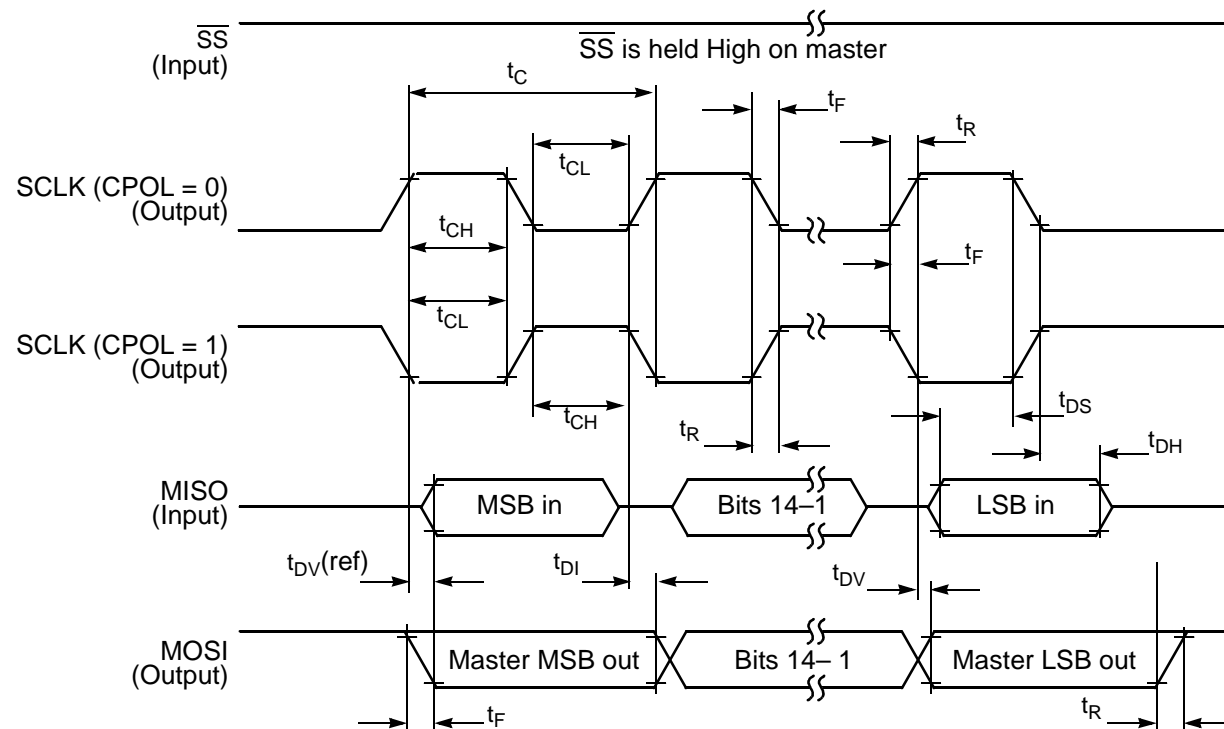 SS
(Input)
SS is held High on master
tC
tF
tR
tCL
SCLK (CPOL = 0)
(Output)
tCH
tF
tCL
SCLK (CPOL = 1)
(Output)
tCH
tR
tDS
tDH
MISO
(Input)
MSB in
Bits 14–1
LSB in
tDV(ref)
tDI
tDV
MOSI
(Output)
Master MSB out
Bits 14– 1
Master LSB out
tF
tR